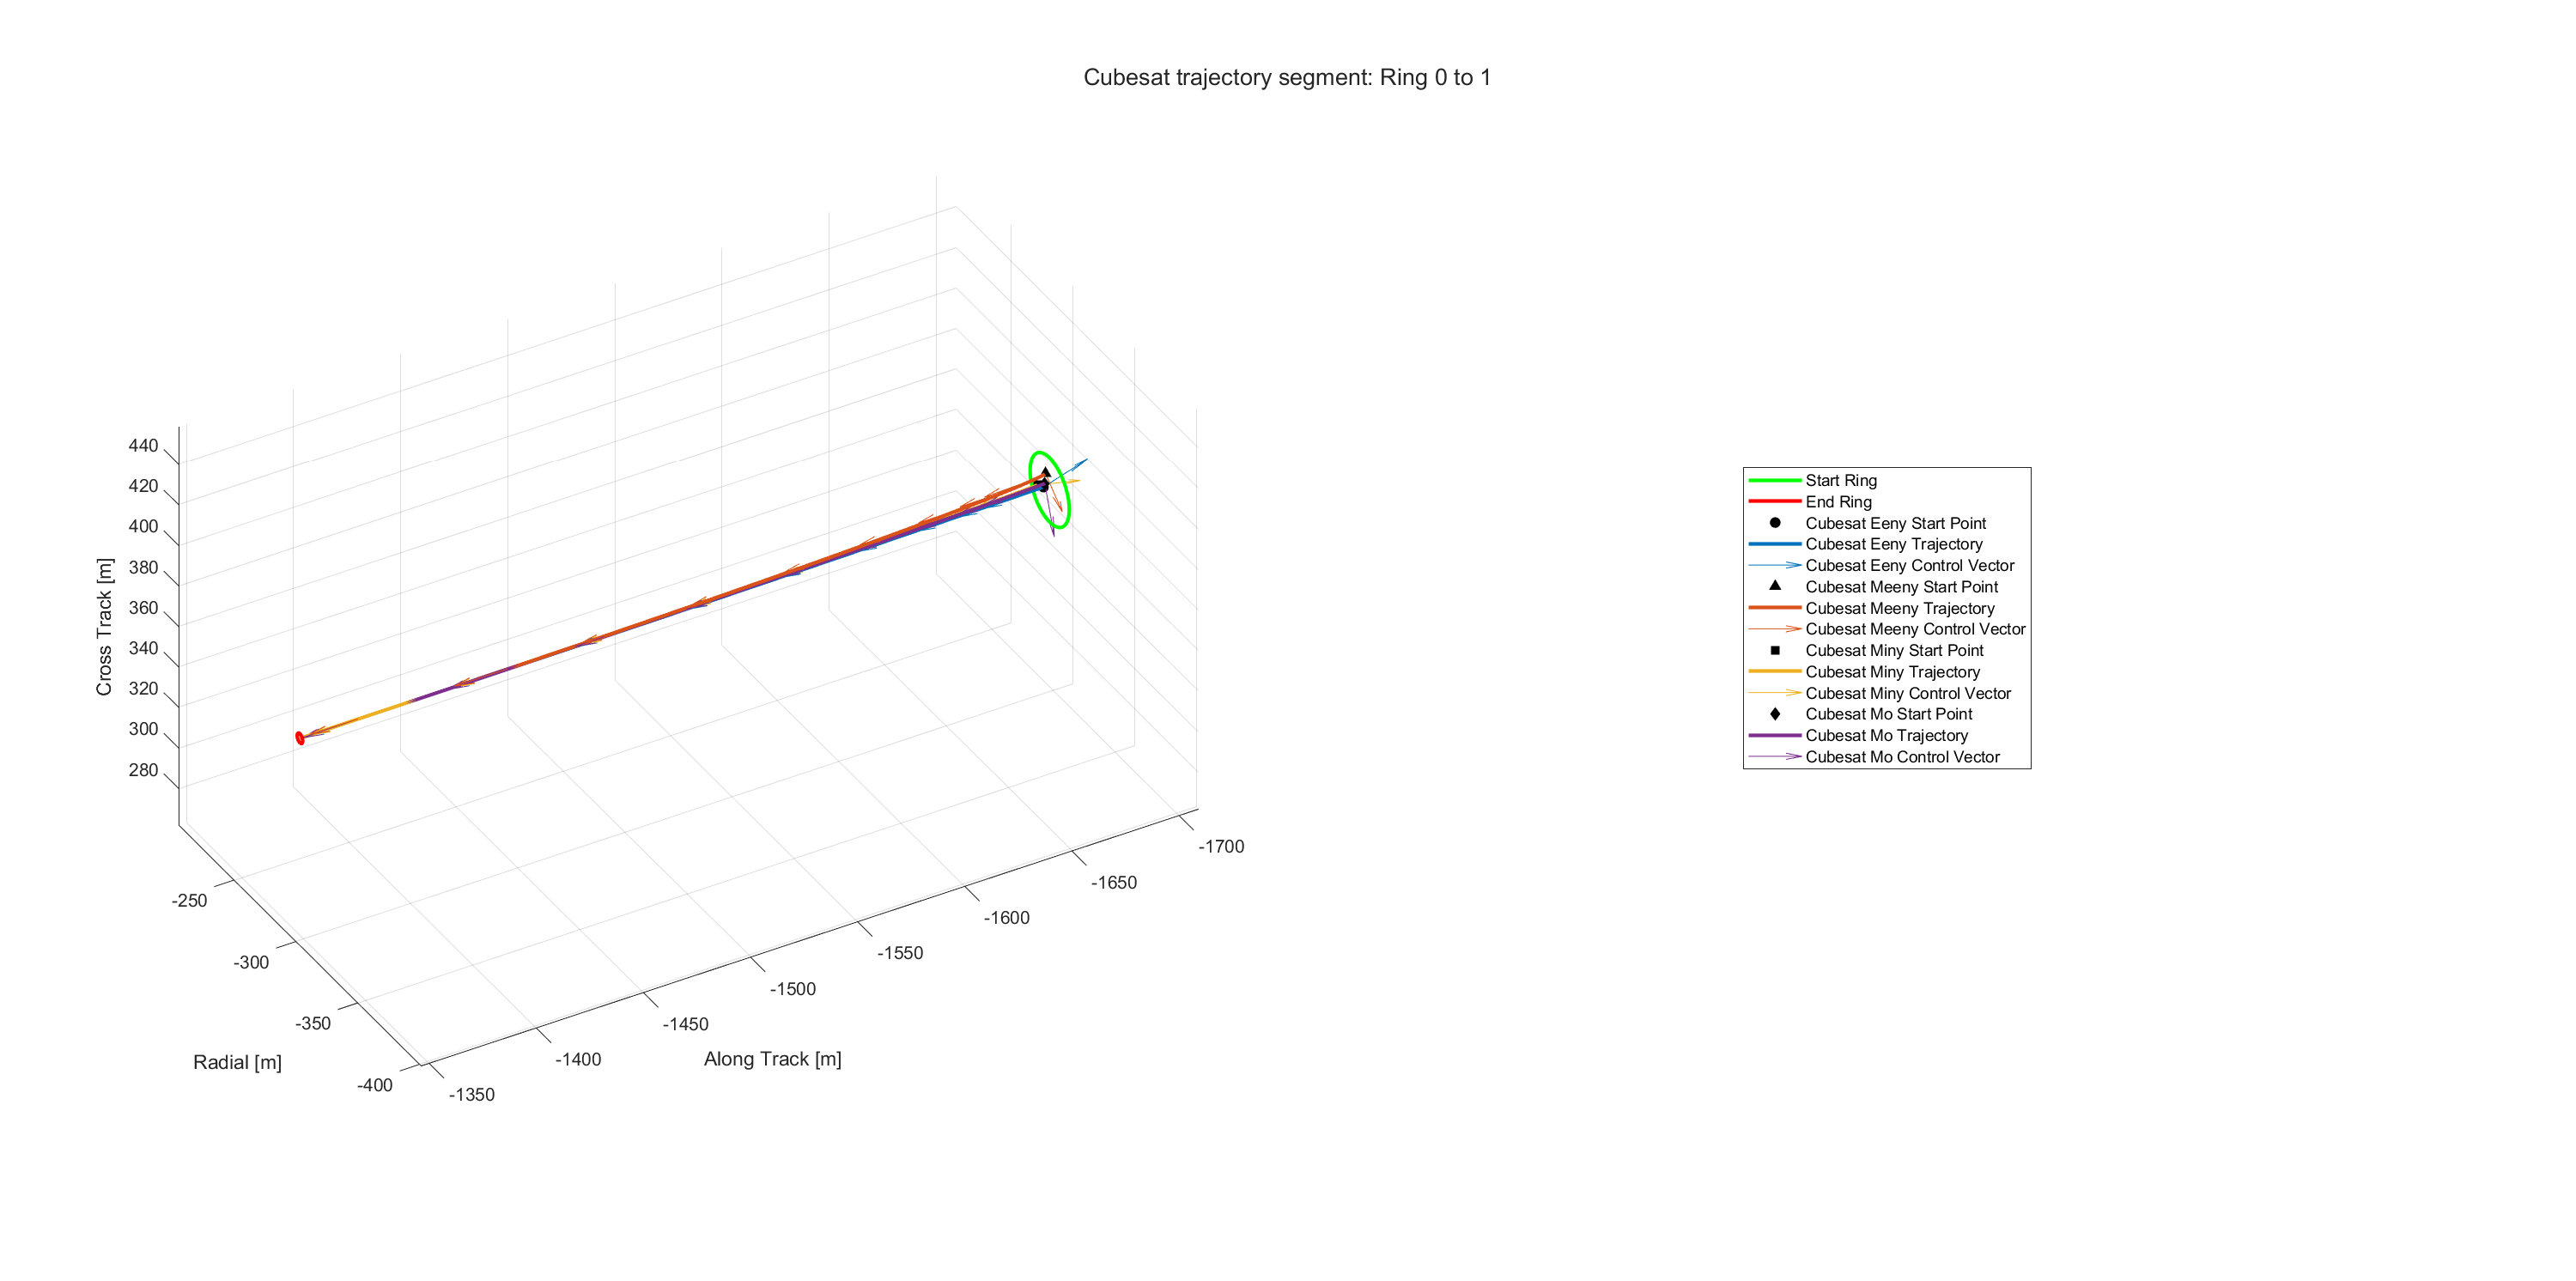 Cubesat trajectory segment: Ring 0 to 1
440
420
400
380
360
340
320
300
280
Cross Track [m]
-250
-300
-350
-400
Radial [m]
-1350
-1400
-1450
-1500
-1550
-1600
-1650
-1700
Along Track [m]
Start Ring
End Ring
Cubesat Eeny Start Point
Cubesat Eeny Trajectory
Cubesat Eeny Control Vector
Cubesat Meeny Start Point
Cubesat Meeny Trajectory
Cubesat Meeny Control Vector
Cubesat Miny Start Point
Cubesat Miny Trajectory
Cubesat Miny Control Vector
Cubesat Mo Start Point
Cubesat Mo Trajectory
Cubesat Mo Control Vector